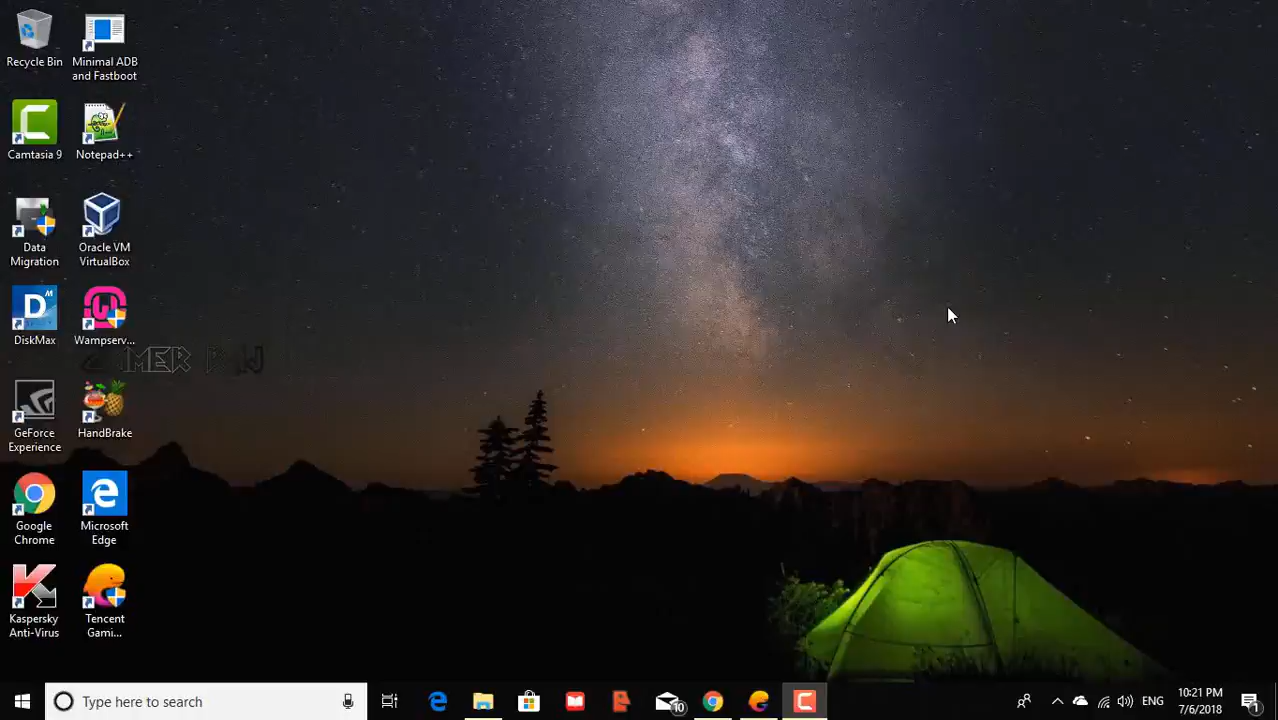 Recycle Bin
Minimal ADB
and Fastboot
Camtasia 9
Notepad++
Data
Migration
Oracle VM
VirtualBox
DiskMax
Wampserv...
GeForce
Experience
HandBrake
Google
Chrome
Microsoft
Edge
Kaspersky
Anti-Virus
Tencent
Gami...
Type here to search
10
ENG
10:21 PM
7/6/2018
1